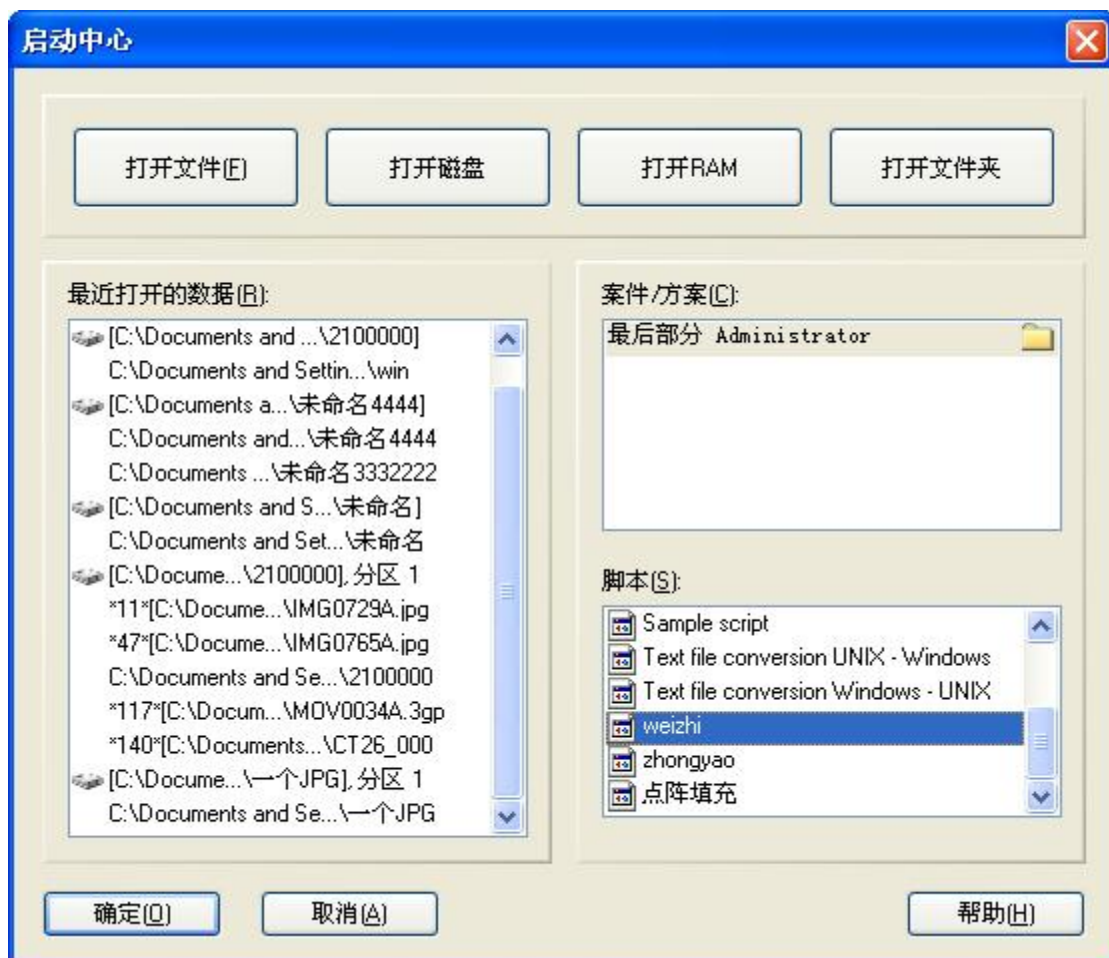 启动中心
打开文件(F)
打开磁盘
打开RAM
打开文件夹
最近打开的数据(R):
[C:\Documents and ...\2100000]
C:\Documents and Settin...\win
[C:\Documents a...\未命名4444]
C:\Documents and...\未命名4444
C:\Documents ...\未命名3332222
[C:\Documents and S...\未命名]
C:\Documents and Set...\未命名
[C:\Docume...\2100000], 分区 1
*11*[C:\Docume...\IMG0729A.jpg
*47*[C:\Docume...\IMG0765A.jpg
C:\Documents and Se...\2100000
*117*[C:\Docum...\MOV0034A.3gp
*140*[C:\Documents...\CT26_000
[C:\Docume...\一个JPG], 分区 1
C:\Documents and Se...\一个JPG
案件/方案(C):
最后部分 Administrator
脚本(S):
Sample script
Text file conversion UNIX - Windows
Text file conversion Windows - UNIX
weizhi
zhongyao
点阵填充
确定(O)
取消(A)
帮助(H)